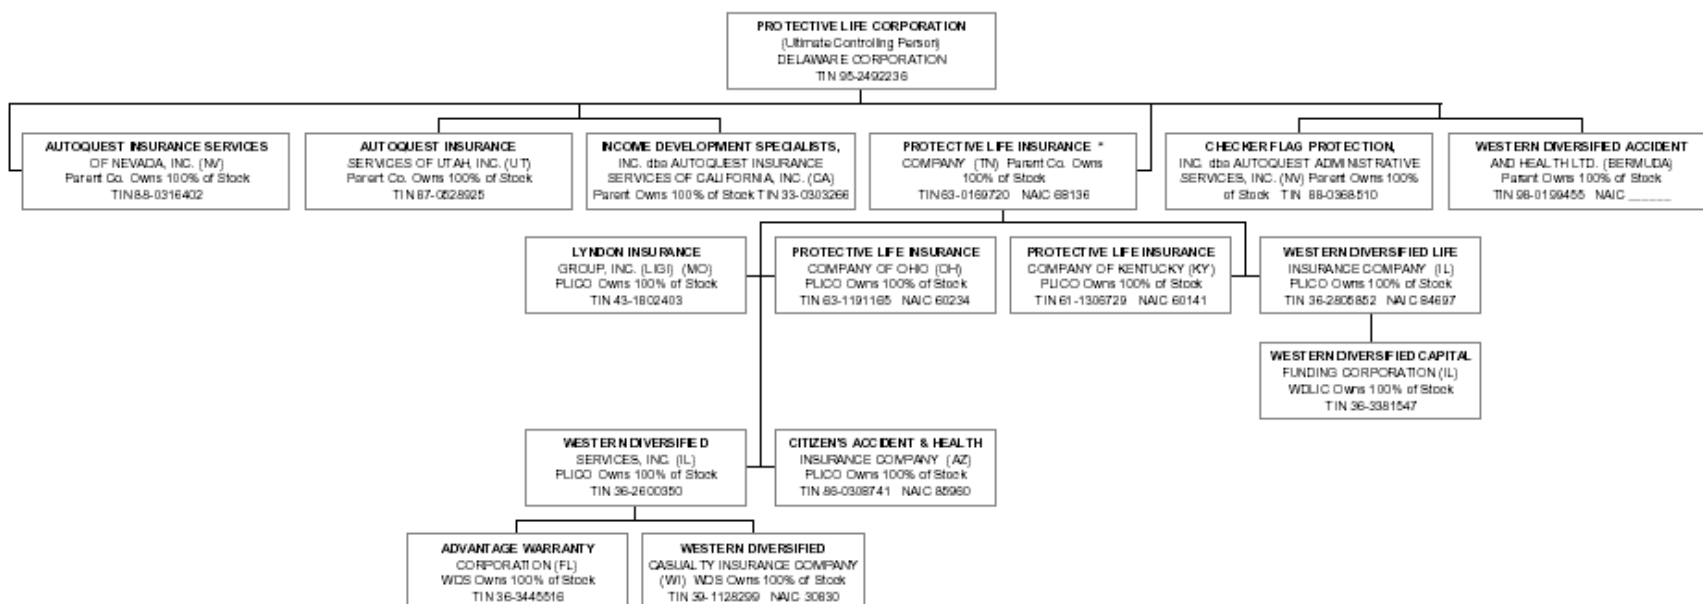 PROTECTIVE LIFE CORPORATION
(Ultimate Controlling Person)
DELAWARE CORPORATION
TIN 95-2492236
AUTOQUEST INSURANCE SERVICES
OF NEVADA, INC. (NV)
Parent Co. Owns 100% of Stock
TIN 88-0316402
AUTOQUEST INSURANCE
SERVICES OF UTAH, INC. (UT)
Parent Co. Owns 100% of Stock
TIN 87-0528925
INCOME DEVELOPMENT SPECIALISTS,
INC. dba AUTOQUEST INSURANCE
SERVICES OF CALIFORNIA, INC. (CA)
Parent Owns 100% of Stock TIN 33-0303266
PROTECTIVE LIFE INSURANCE *
COMPANY (TN) Parent Co. Owns
100% of Stock
TIN 63-0169720 NAIC 68136
CHECKER FLAG PROTECTION,
INC. dba AUTOQUEST ADMINISTRATIVE
SERVICES, INC. (NV) Parent Owns 100%
of Stock TIN 88-0368510
WESTERN DIVERSIFIED ACCIDENT
AND HEALTH LTD. (BERMUDA)
Parent Owns 100% of Stock
TIN 98-0199455 NAIC ______
LYNDON INSURANCE
GROUP, INC. (LIGI) (MO)
PLICO Owns 100% of Stock
TIN 43-1802403
PROTECTIVE LIFE INSURANCE
COMPANY OF OHIO (OH)
PLICO Owns 100% of Stock
TIN 63-1191165 NAIC 60234
PROTECTIVE LIFE INSURANCE
COMPANY OF KENTUCKY (KY)
PLICO Owns 100% of Stock
TIN 61-1306729 NAIC 60141
WESTERN DIVERSIFIED LIFE
INSURANCE COMPANY (IL)
PLICO Owns 100% of Stock
TIN 36-2805852 NAIC 84697
WESTERN DIVERSIFIED CAPITAL
FUNDING CORPORATION (IL)
WDLIC Owns 100% of Stock
TIN 36-3381547
WESTERN DIVERSIFIED
SERVICES, INC. (IL)
PLICO Owns 100% of Stock
TIN 36-2600350
CITIZEN'S ACCIDENT & HEALTH
INSURANCE COMPANY (AZ)
PLICO Owns 100% of Stock
TIN 86-0308741 NAIC 85960
ADVANTAGE WARRANTY
CORPORATION (FL)
WDS Owns 100% of Stock
TIN 36-3445516
WESTERN DIVERSIFIED
CASUALTY INSURANCE COMPANY
(WI) WDS Owns 100% of Stock
TIN 39-1128299 NAIC 30830